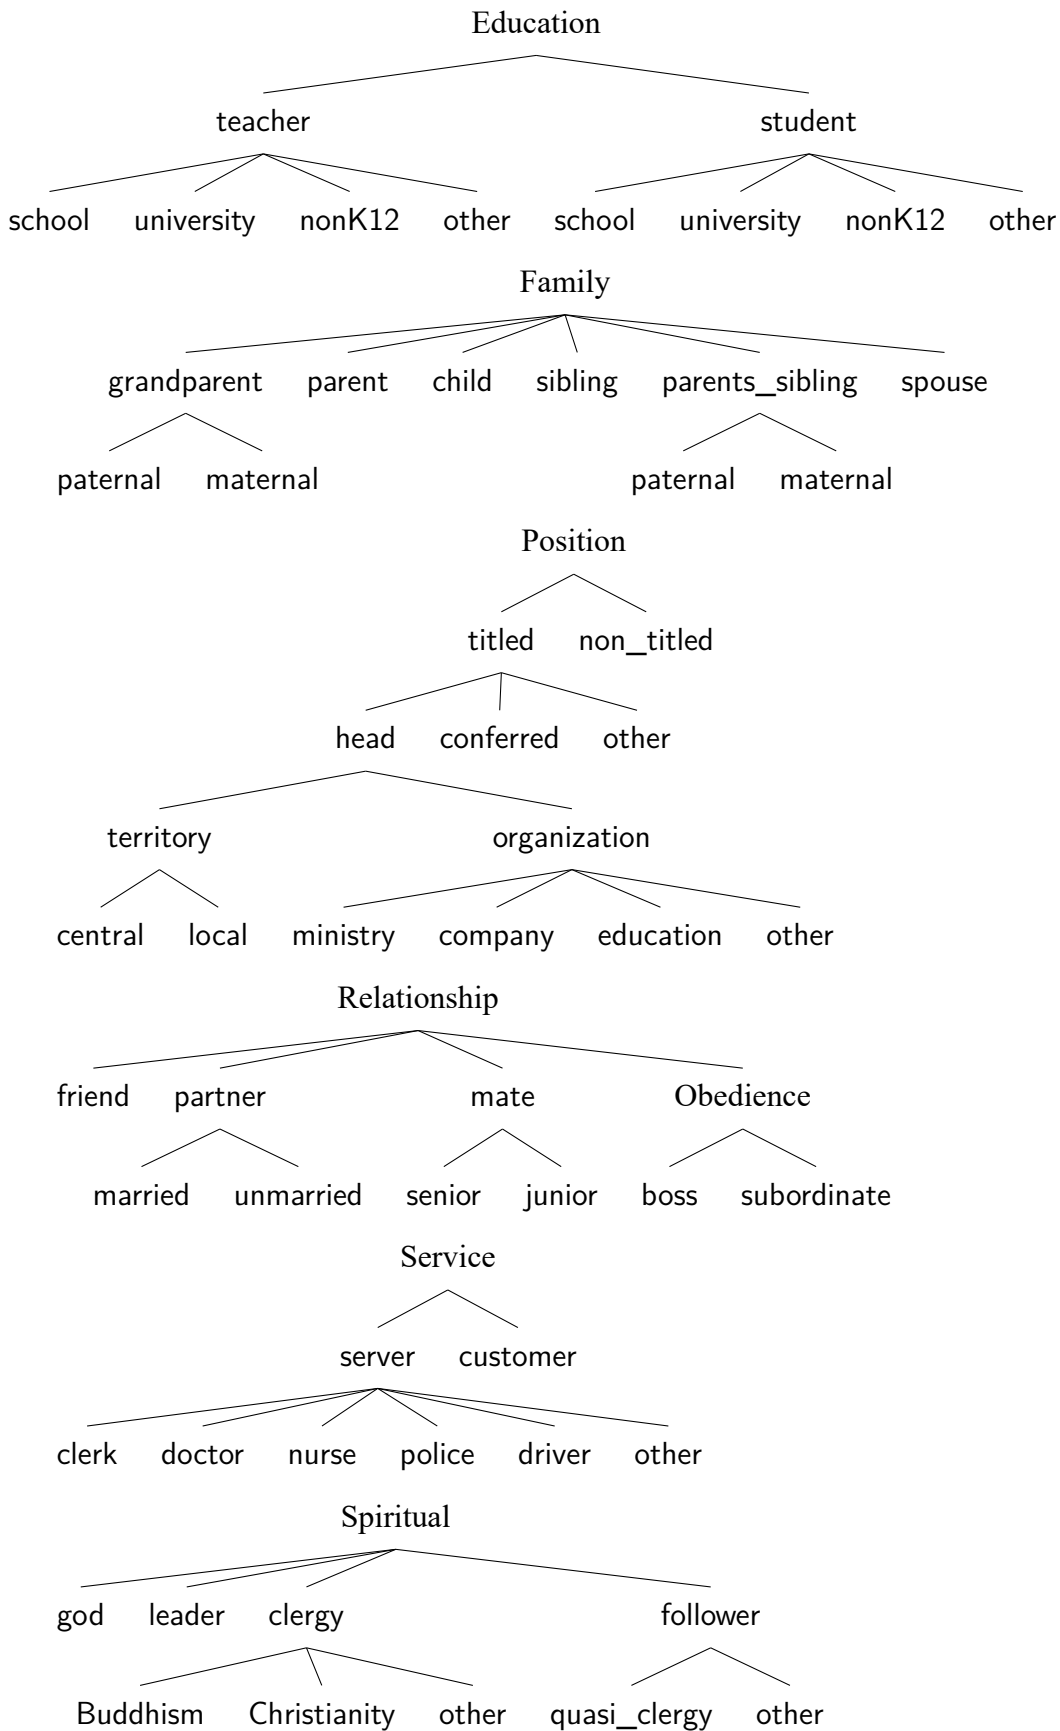 Education
teacher student
school university nonK12 other school university nonK12 other
Family
grandparent parent child sibling parents_sibling spouse
paternal maternal paternal maternal
Position
titled non_titled
head conferred other
territory organization
central local ministry company education other
Relationship
friend partner mate Obedience
married unmarried senior junior boss subordinate
Service
server customer
clerk doctor nurse police driver other
Spiritual
god leader clergy follower
Buddhism Christianity other quasi_clergy other